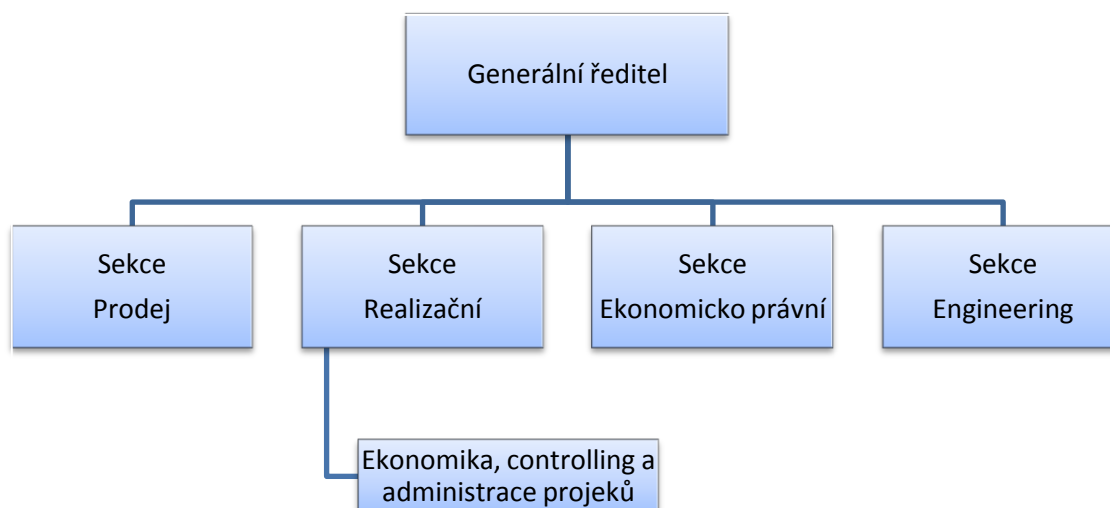 Generální ředitel
Sekce
Prodej
Sekce
Realizační
Sekce
Ekonomicko právní
Sekce
Engineering
Ekonomika, controlling a
administrace projeků